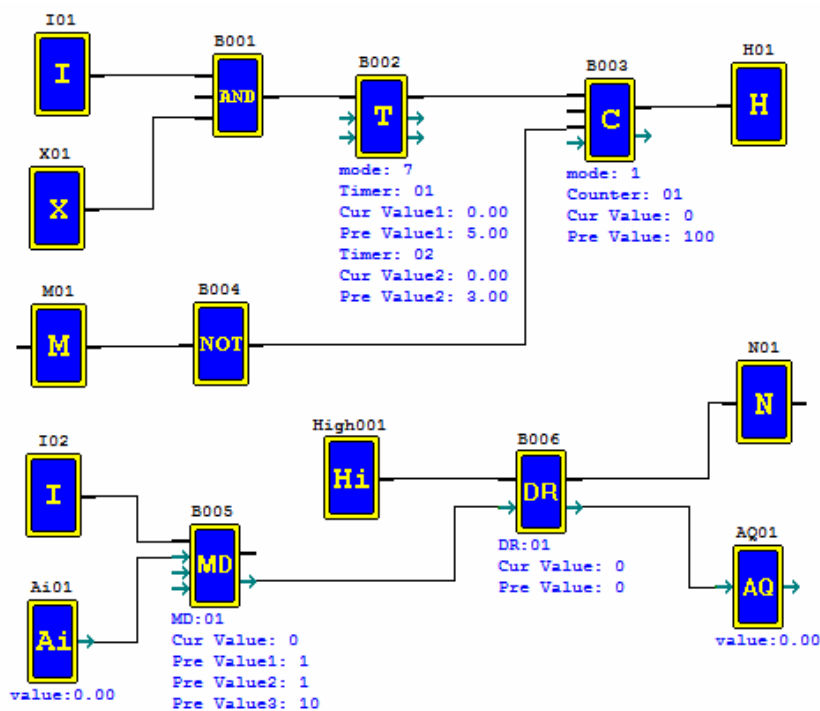 I01
I
B001
AND
B002
T
B003
C
H01
H
X01
X
mode: 7
Timer: 01
Cur Value1: 0.00
Pre Value1: 5.00
Timer: 02
Cur Value2: 0.00
Pre Value2: 3.00
mode: 1
Counter: 01
Cur Value: 0
Pre Value: 100
M01
M
B004
NOT
N01
N
I02
I
High001
Hi
B006
DR
DR:01
Cur Value: 0
Pre Value: 0
B005
MD
MD:01
Cur Value: 0
Pre Value1: 1
Pre Value2: 1
Pre Value3: 10
Ai01
Ai
value:0.00
AQ01
AQ
value:0.00